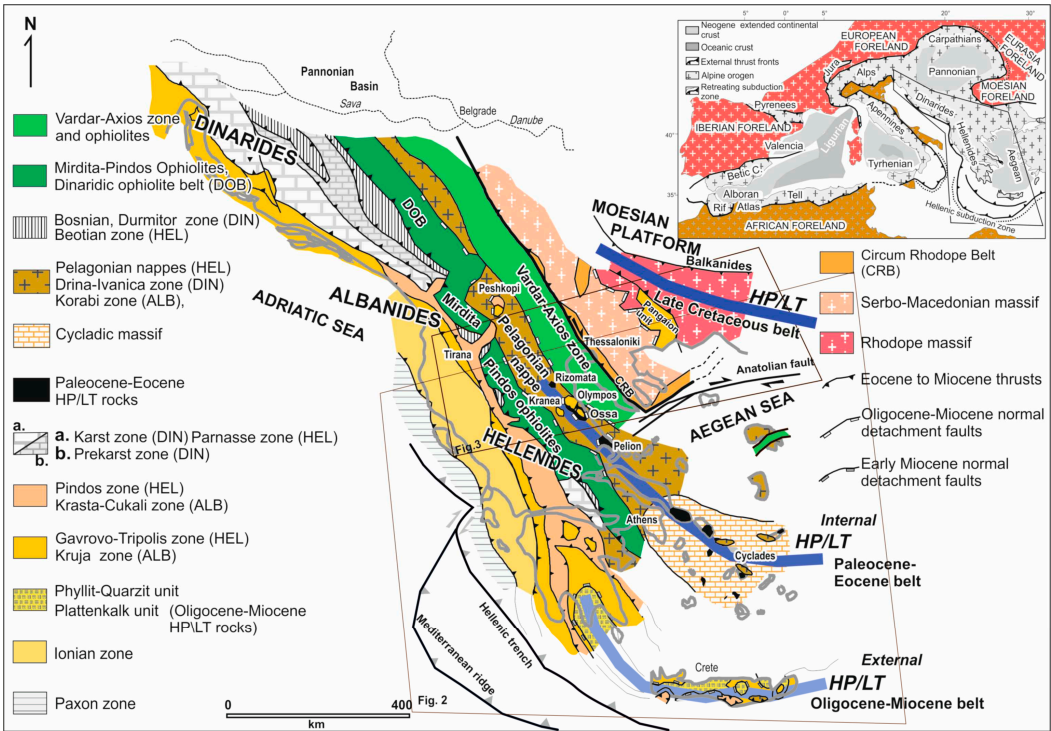 N
Pannonian
Basin
Sava
Belgrade
Danube
Vardar-Axios zone
and ophiolites
Mirdita-Pindos Ophiolites,
Dinaridic ophiolite belt (DOB)
Bosnian, Durmitor zone (DIN)
Beotian zone (HEL)
Pelagonian nappes (HEL)
Drina-Ivanica zone (DIN)
Korabi zone (ALB),
Cycladic massif
Paleocene-Eocene
HP/LT rocks
a.
b.
a. Karst zone (DIN) Parnasse zone (HEL)
b. Prekarst zone (DIN)
Pindos zone (HEL)
Krasta-Cukali zone (ALB)
Gavrovo-Tripolis zone (HEL)
Kruja zone (ALB)
Phyllit-Quarzit unit
Plattenkalk unit (Oligocene-Miocene
HP\LT rocks)
Ionian zone
Paxon zone
DINARIDES
DOB
ALBANIDES
ADRIATIC SEA
Mirdita
Peshkopi
Tirana
Pelagonian
nappe
Vardar-Axios zone
Pindos ophiolites
HELLENIDES
Rizomata
Kranea
Olympos
Ossa
Pelion
Thessaloniki
CRB
MOESIAN
PLATFORM
Balkanides
HP/LT
Late Cretaceous belt
Pangaion
unit
Anatolian fault
AEGEAN SEA
Fig.3
Athens
Cyclades
Internal
HP/LT
Paleocene-
Eocene belt
Crete
External
HP/LT
Oligocene-Miocene belt
Hellenic trench
Mediterranean ridge
Fig. 2
0
400
km
Circum Rhodope Belt
(CRB)
Serbo-Macedonian massif
Rhodope massif
Eocene to Miocene thrusts
Oligocene-Miocene normal
detachment faults
Early Miocene normal
detachment faults
Neogene extended continental
crust
Oceanic crust
External thrust fronts
Alpine orogen
Retreating subduction
zone
5°
0°
5°
20°
30°
40°
35°
EUROPEAN
FORELAND
EURASIA
FORELAND
Carpathians
Pannonian
MOESIAN
FORELAND
Jura
Alps
Dinarides
Apennines
Hellenides
Aegean
Pyrenees
IBERIAN FORELAND
Valencia
Ligurian
Tyrrhenian
Betic C.
Alboran
Rif
Atlas
Tell
AFRICAN FORELAND
Hellenic subduction zone